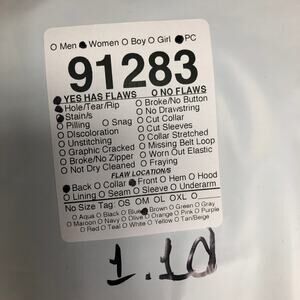 O Men Women O Boy O Girl PC
91283
YES HAS FLAWS O NO FLAWS
Hole/Tear/Rip O Broke/No Button
Stain/s O No Drawstring
O Pilling O Snag O Cut Collar
O Discoloration O Cut Sleeves
O Unstitching O Collar Stretched
O Graphic Cracked O Missing Belt Loop
O Broke/No Zipper O Worn Out Elastic
O Not Dry Cleaned O Fraying
FLAW LOCATION/S
Back O Collar Front O Hem O Hood
O Lining O Seam O Sleeve O Underarm
No Size Tag: OS OM OL OXL O
O Aqua O Black O Blue Brown O Green O Gray
O Maroon O Navy O Olive O Orange O Pink O Purple
O Red O Teal O White O Yellow O Tan/Beige
1.10